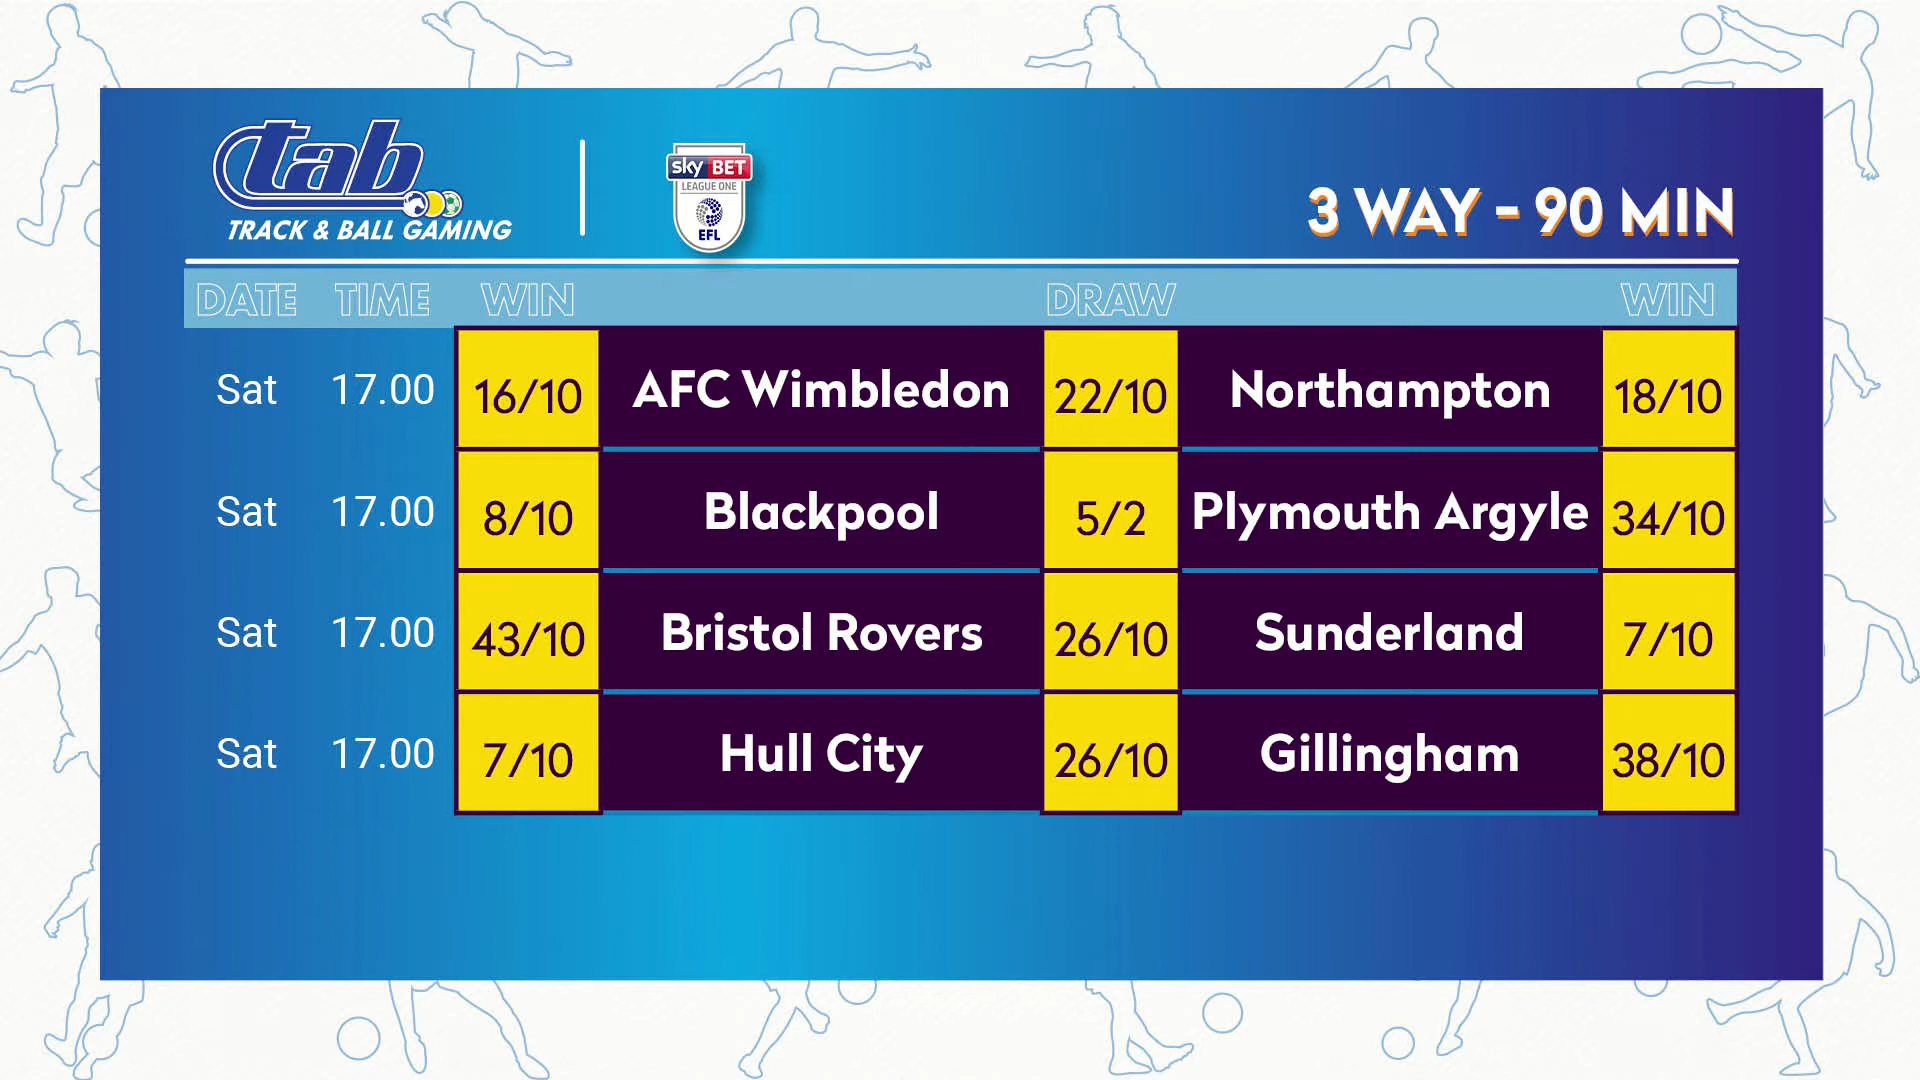 tab
TRACK & BALL GAMING
sky BET
LEAGUE ONE
EFL
3 WAY - 90 MIN
DATE TIME WIN DRAW WIN
Sat 17.00 16/10 AFC Wimbledon 22/10 Northampton 18/10
Sat 17.00 8/10 Blackpool 5/2 Plymouth Argyle 34/10
Sat 17.00 43/10 Bristol Rovers 26/10 Sunderland 7/10
Sat 17.00 7/10 Hull City 26/10 Gillingham 38/10